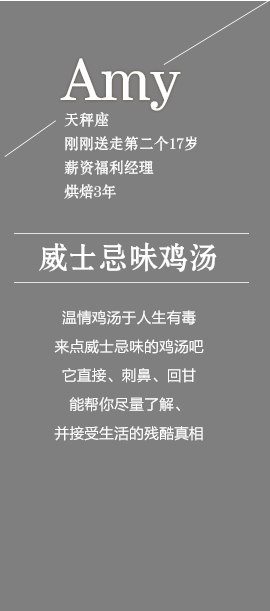 Amy
天秤座
刚刚送走第二个17岁
薪资福利经理
烘焙3年
威士忌味鸡汤
温情鸡汤于人生有毒
来点威士忌味的鸡汤吧
它直接、刺鼻、回甘
能帮你尽量了解、
并接受生活的残酷真相